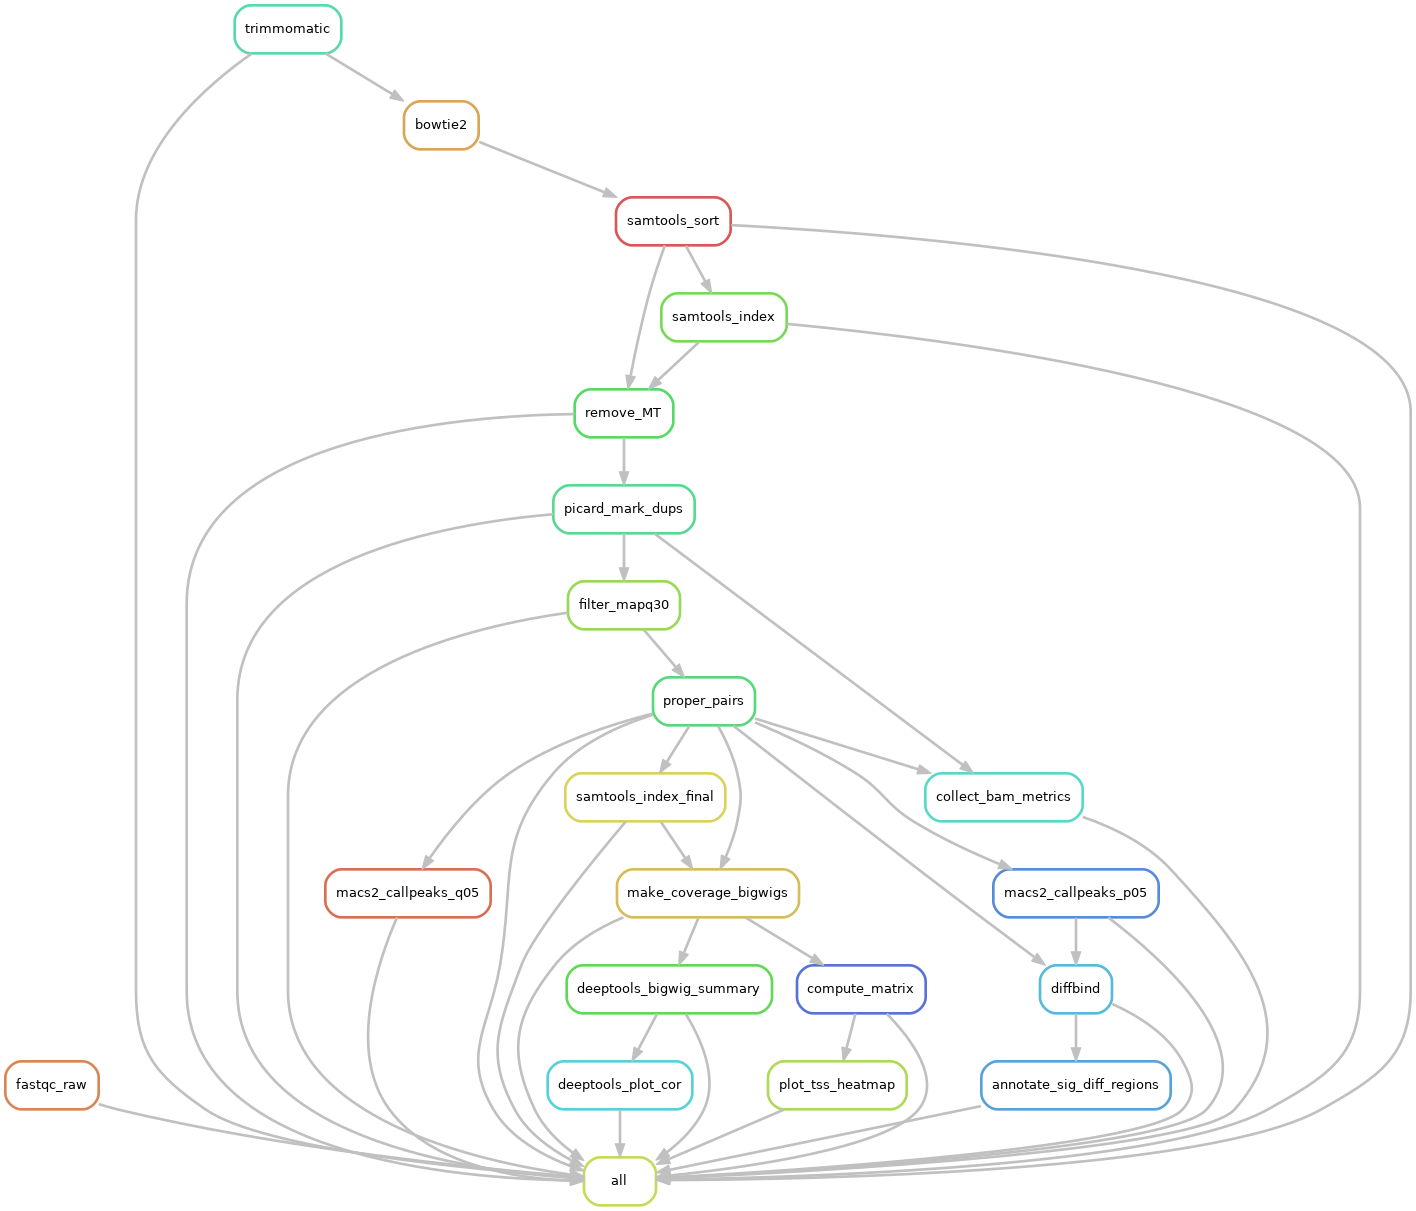 trimmomatic
bowtie2
samtools_sort
samtools_index
remove_MT
picard_mark_dups
filter_mapq30
proper_pairs
samtools_index_final
collect_bam_metrics
macs2_callpeaks_q05
make_coverage_bigwigs
macs2_callpeaks_p05
deeptools_bigwig_summary
compute_matrix
diffbind
fastqc_raw
deeptools_plot_cor
plot_tss_heatmap
annotate_sig_diff_regions
all